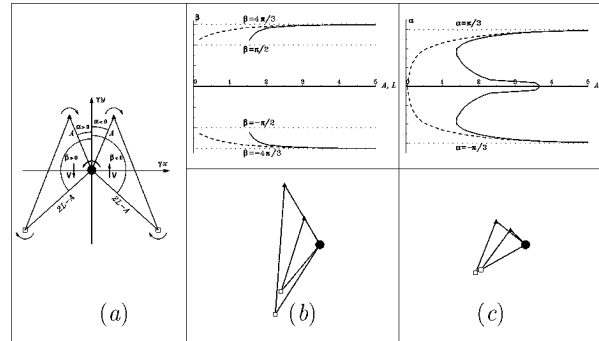 γy
α>0
α<0
A
A
β>0
β<0
V
V
γx
2L−A
2L−A
(a)
β
β=4π/3
β=π/2
0
1
2
3
4
5
A, L
β=−π/2
β=−4π/3
(b)
α
α=π/3
0
1
2
3
4
5
A
α=−π/3
(c)